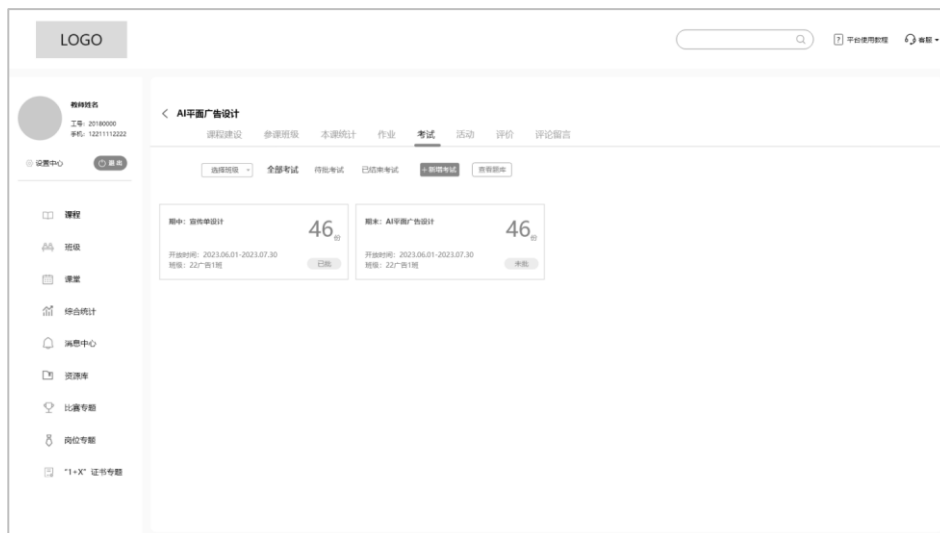 LOGO
? 平台使用教程 客服
教师姓名
工号：20180000
手机：12211112222
设置中心 退出
课程
班级
课堂
综合统计
消息中心
资源库
比赛专题
岗位专题
"1+X" 证书专题
< AI平面广告设计
课程建设 参课班级 本课统计 作业 考试 活动 评价 评论留言
选择班级 全部考试 待批考试 已结束考试 +新增考试 查看题库
期中：宣传单设计
46份
开放时间：2023.06.01-2023.07.30
班级：22广告1班
已批
期末：AI平面广告设计
46份
开放时间：2023.06.01-2023.07.30
班级：22广告1班
未批